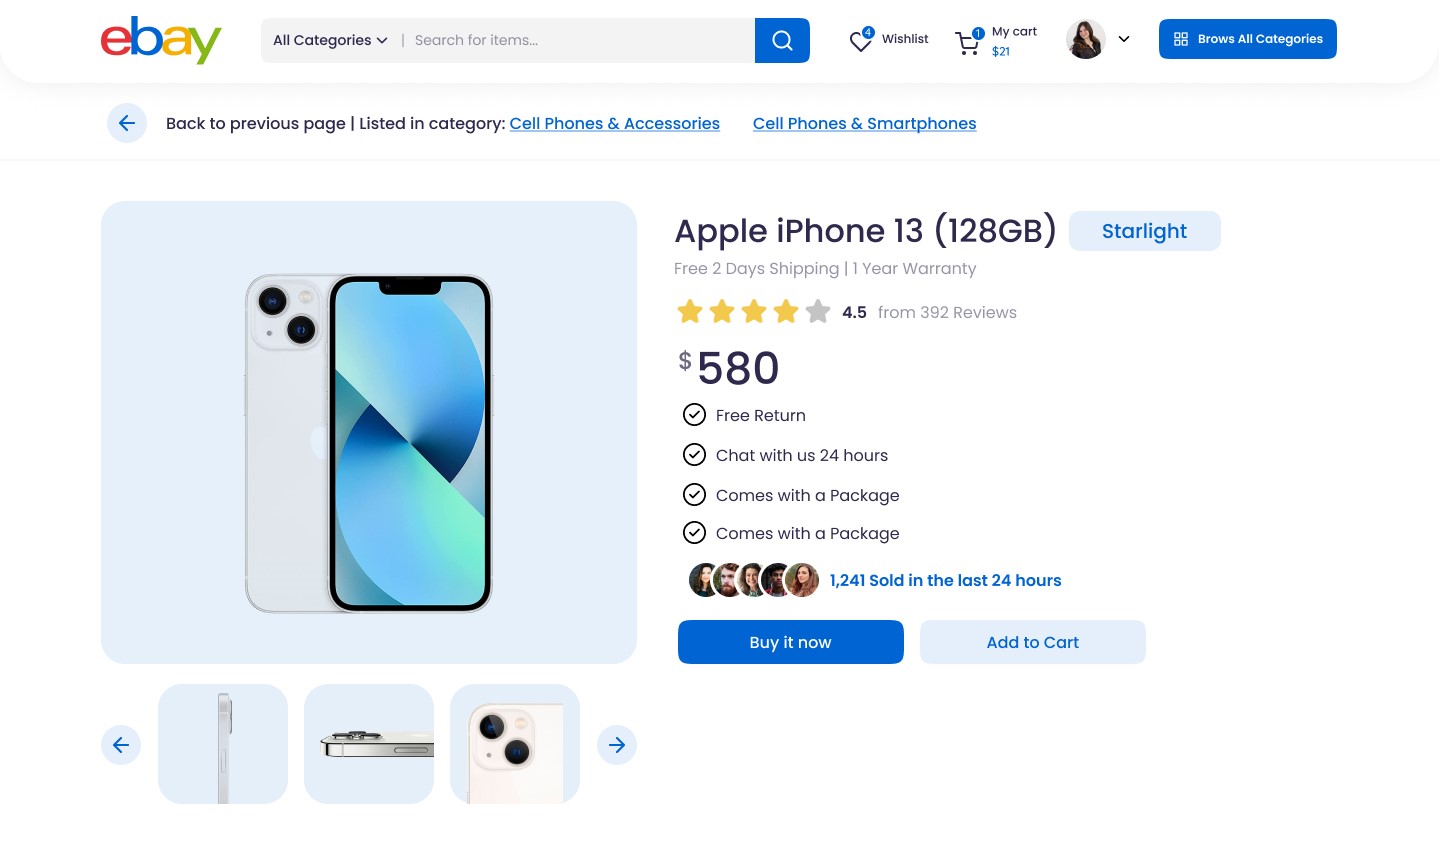 ebay
All Categories | Search for items...
4
Wishlist
1
My cart
$21
Brows All Categories
Back to previous page | Listed in category: Cell Phones & Accessories
Cell Phones & Smartphones
Apple iPhone 13 (128GB)
Starlight
Free 2 Days Shipping | 1 Year Warranty
4.5 from 392 Reviews
$580
Free Return
Chat with us 24 hours
Comes with a Package
Comes with a Package
1,241 Sold in the last 24 hours
Buy it now
Add to Cart